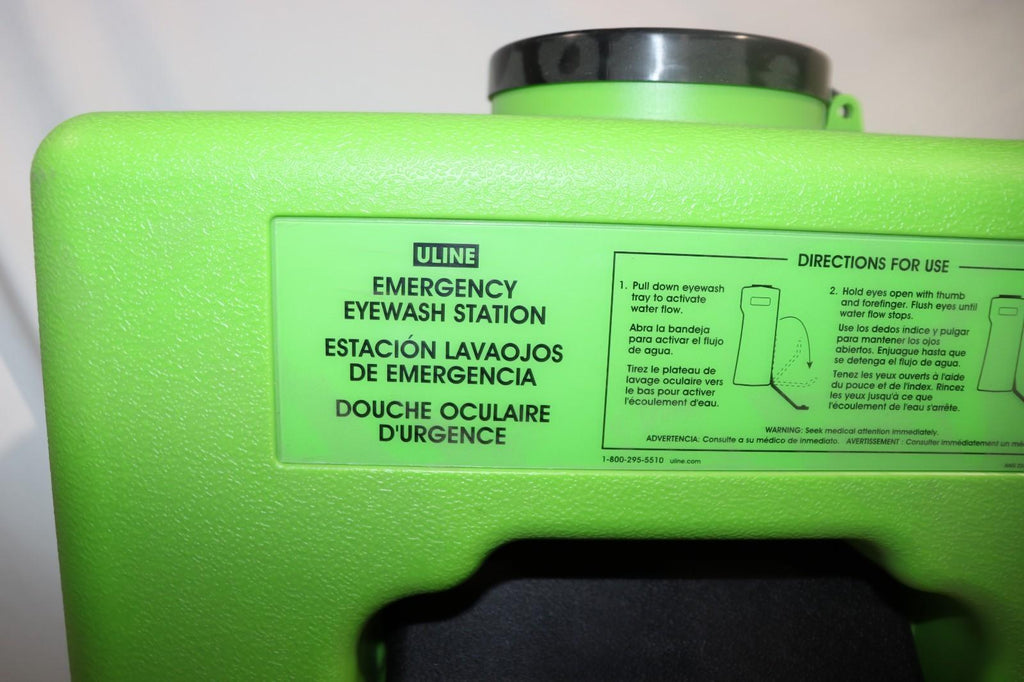 ULINE
EMERGENCY
EYEWASH STATION
ESTACIÓN LAVAOJOS
DE EMERGENCIA
DOUCHE OCULAIRE
D'URGENCE
DIRECTIONS FOR USE
1. Pull down eyewash
tray to activate
water flow.
Abra la bandeja
para activar el flujo
de agua.
Tirez le plateau de
lavage oculaire vers
le bas pour activer
l'écoulement d'eau.
2. Hold eyes open with thumb
and forefinger. Flush eyes until
water flow stops.
Use los dedos índice y pulgar
para mantener los ojos
abiertos. Enjuague hasta que
se detenga el flujo de agua.
Tenez les yeux ouverts à l'aide
du pouce et de l'index. Rincez
les yeux jusqu'à ce que
l'écoulement de l'eau s'arrête.
WARNING: Seek medical attention immediately.
ADVERTENCIA: Consulte a su médico de inmediato. AVERTISSEMENT : Consulter immédiatement un
1-800-295-5510 uline.com